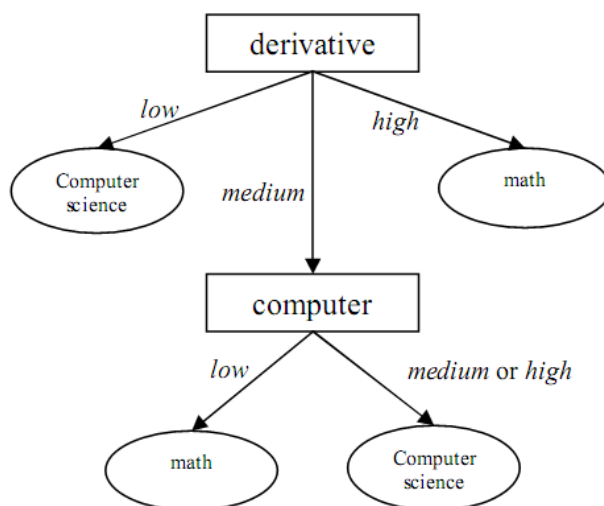 derivative
low
high
Computer
science
medium
math
computer
low
medium or high
math
Computer
science